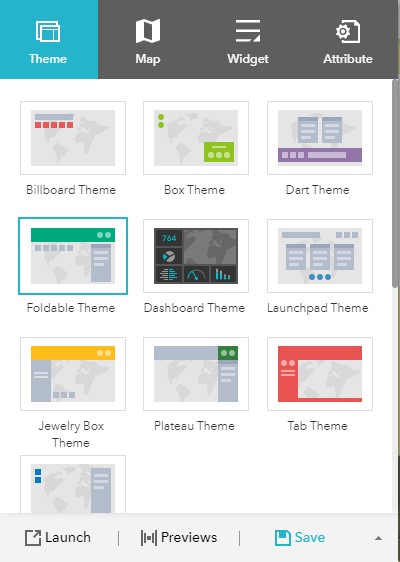 Theme Map Widget Attribute
Billboard Theme Box Theme Dart Theme
764
Foldable Theme Dashboard Theme Launchpad Theme
Jewelry Box Plateau Theme Tab Theme
Theme
Launch | Previews | Save